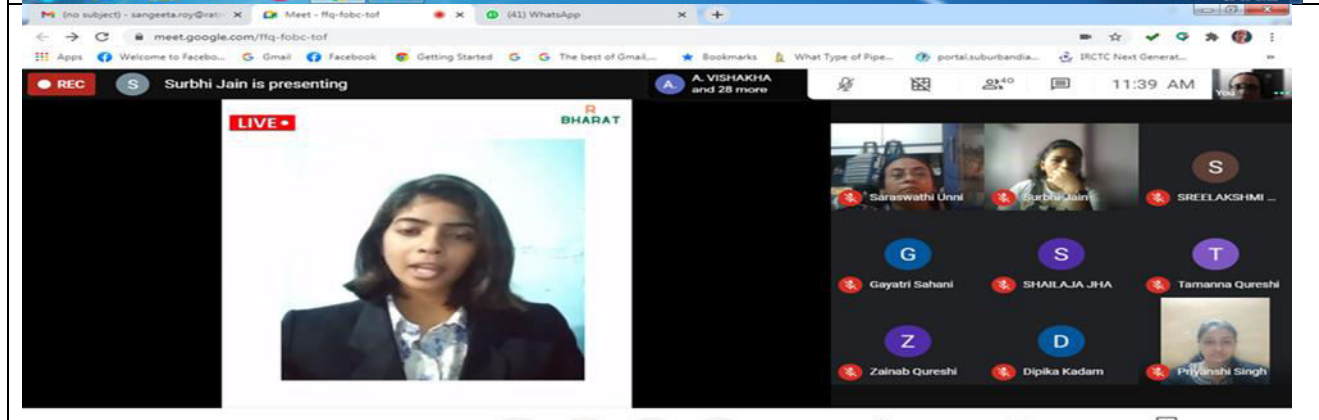 (no subject) - sangeeta.roy@ratn
Meet - ffq-fobc-tof
(41) WhatsApp
meet.google.com/ffq-fobc-tof
Apps
Welcome to Facebo...
Gmail
Facebook
Getting Started
The best of Gmail,...
Bookmarks
What Type of Pipe...
portal.suburbandia...
IRCTC Next Generat...
REC
S
Surbhi Jain is presenting
A.
A. VISHAKHA
and 28 more
40
11:39 AM
You
LIVE
R
BHARAT
Saraswathi Unni
Surbhi Jain
S
SREELAKSHMI ...
G
Gayatri Sahani
S
SHAILAJA JHA
T
Tamanna Qureshi
Z
Zainab Qureshi
D
Dipika Kadam
Priyanshi Singh